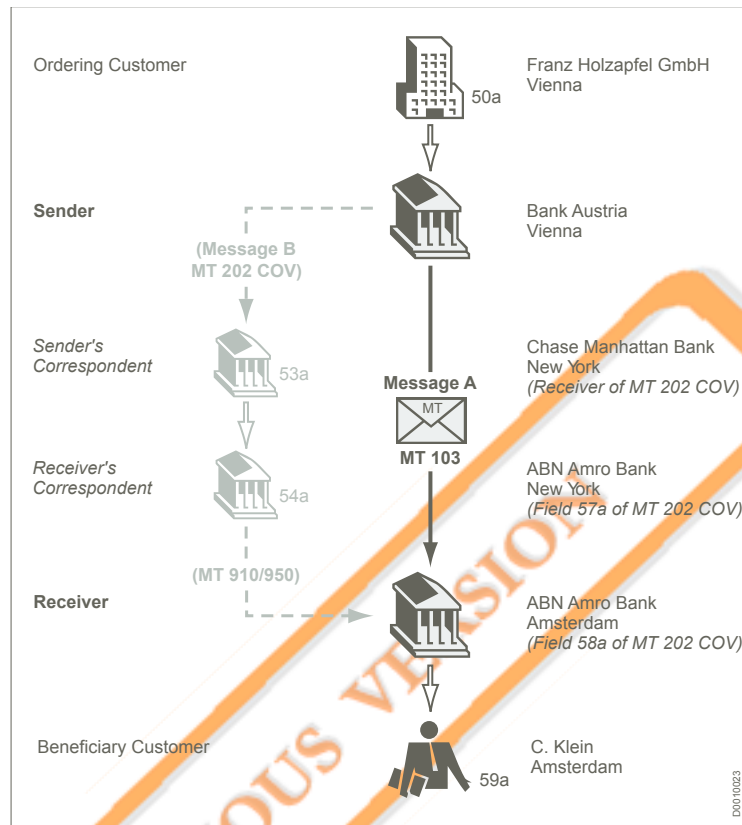 Ordering Customer
50a
Franz Holzapfel GmbH
Vienna
Sender
Bank Austria
Vienna
(Message B
MT 202 COV)
Sender's
Correspondent
53a
Chase Manhattan Bank
New York
(Receiver of MT 202 COV)
Message A
MT
MT 103
Receiver's
Correspondent
54a
ABN Amro Bank
New York
(Field 57a of MT 202 COV)
(MT 910/950)
Receiver
ABN Amro Bank
Amsterdam
(Field 58a of MT 202 COV)
Beneficiary Customer
59a
C. Klein
Amsterdam
D0010023
OUS VERSION